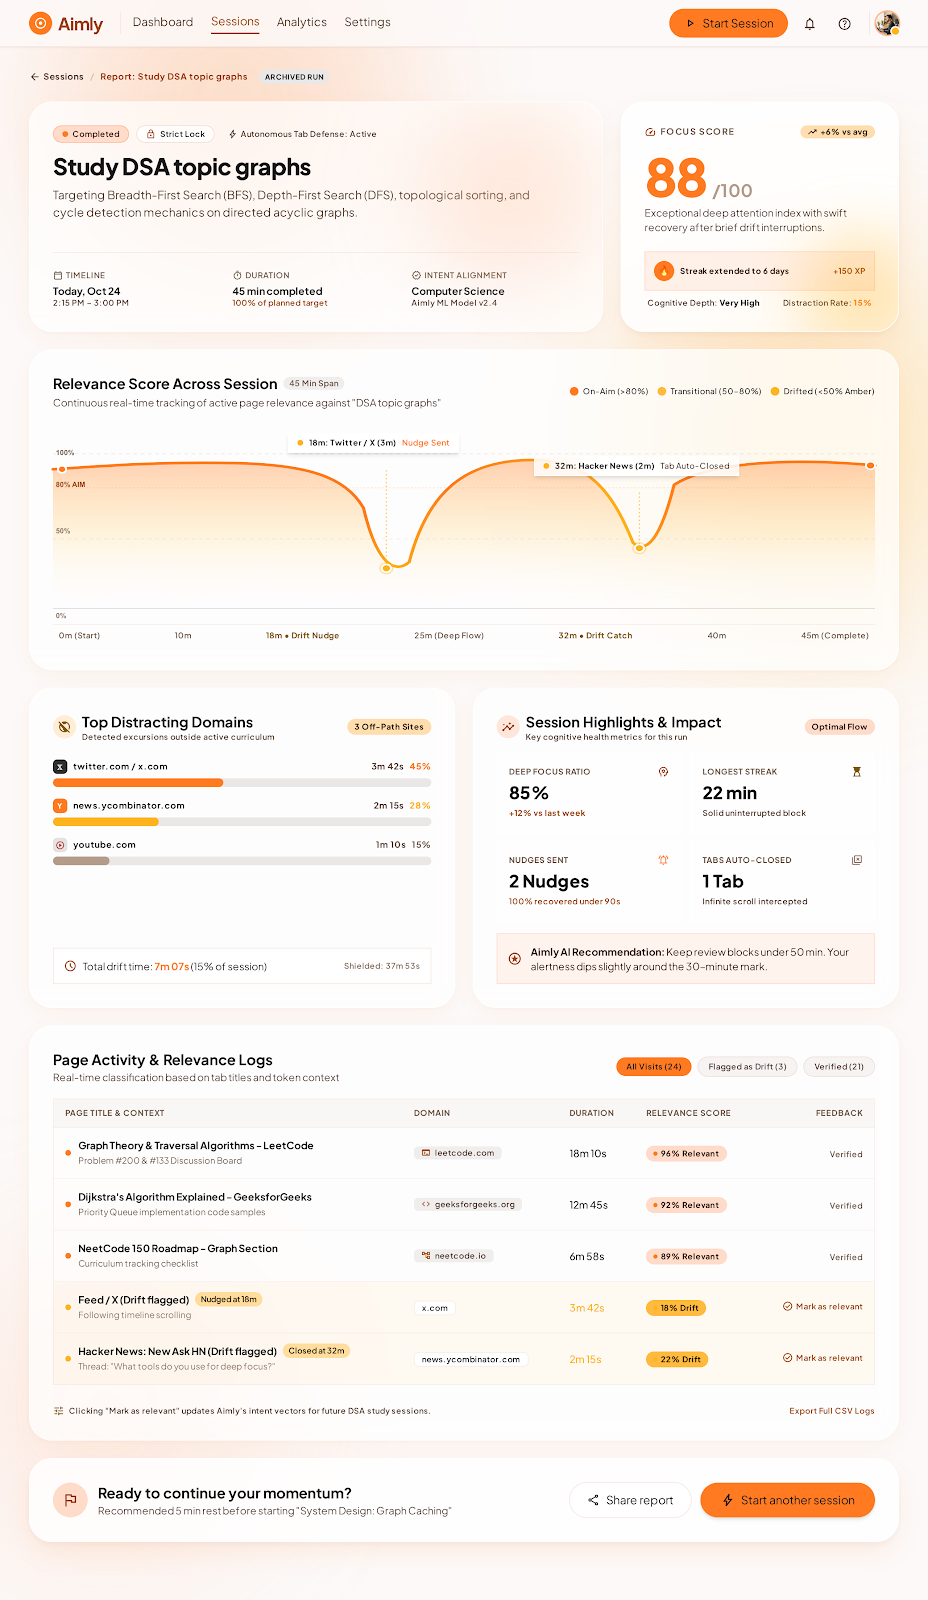 Aimly
Dashboard
Sessions
Analytics
Settings
Start Session
Sessions / Report: Study DSA topic graphs
ARCHIVED RUN
Completed
Strict Lock
Autonomous Tab Defense: Active
Study DSA topic graphs
Targeting Breadth-First Search (BFS), Depth-First Search (DFS), topological sorting, and
cycle detection mechanics on directed acyclic graphs.
TIMELINE
Today, Oct 24
2:15 PM – 3:00 PM
DURATION
45 min completed
100% of planned target
INTENT ALIGNMENT
Computer Science
Aimly ML Model v2.4
FOCUS SCORE
+6% vs avg
88 /100
Exceptional deep attention index with swift
recovery after brief drift interruptions.
Streak extended to 6 days
+150 XP
Cognitive Depth: Very High
Distraction Rate: 15%
Relevance Score Across Session
45 Min Span
Continuous real-time tracking of active page relevance against "DSA topic graphs"
On-Aim (>80%)
Transitional (50–80%)
Drifted (<50% Amber)
18m: Twitter / X (3m) Nudge Sent
32m: Hacker News (2m) Tab Auto-Closed
100%
80% AIM
50%
0%
0m (Start)
10m
18m • Drift Nudge
25m (Deep Flow)
32m • Drift Catch
40m
45m (Complete)
Top Distracting Domains
Detected excursions outside active curriculum
3 Off-Path Sites
X
twitter.com / x.com
3m 42s 45%
Y
news.ycombinator.com
2m 15s 28%
youtube.com
1m 10s 15%
Total drift time: 7m 07s (15% of session)
Shielded: 37m 53s
Session Highlights & Impact
Key cognitive health metrics for this run
Optimal Flow
DEEP FOCUS RATIO
85%
+12% vs last week
LONGEST STREAK
22 min
Solid uninterrupted block
NUDGES SENT
2 Nudges
100% recovered under 90s
TABS AUTO-CLOSED
1 Tab
Infinite scroll intercepted
Aimly AI Recommendation: Keep review blocks under 50 min. Your
alertness dips slightly around the 30-minute mark.
Page Activity & Relevance Logs
Real-time classification based on tab titles and token context
All Visits (24)
Flagged as Drift (3)
Verified (21)
PAGE TITLE & CONTEXT
DOMAIN
DURATION
RELEVANCE SCORE
FEEDBACK
Graph Theory & Traversal Algorithms – LeetCode
Problem #200 & #133 Discussion Board
leetcode.com
18m 10s
96% Relevant
Verified
Dijkstra's Algorithm Explained – GeeksforGeeks
Priority Queue implementation code samples
geeksforgeeks.org
12m 45s
92% Relevant
Verified
NeetCode 150 Roadmap – Graph Section
Curriculum tracking checklist
neetcode.io
6m 58s
89% Relevant
Verified
Feed / X (Drift flagged)
Nudged at 18m
Following timeline scrolling
x.com
3m 42s
18% Drift
Mark as relevant
Hacker News: New Ask HN (Drift flagged)
Closed at 32m
Thread: "What tools do you use for deep focus?"
news.ycombinator.com
2m 15s
22% Drift
Mark as relevant
Clicking "Mark as relevant" updates Aimly's intent vectors for future DSA study sessions.
Export Full CSV Logs
Ready to continue your momentum?
Recommended 5 min rest before starting "System Design: Graph Caching"
Share report
Start another session